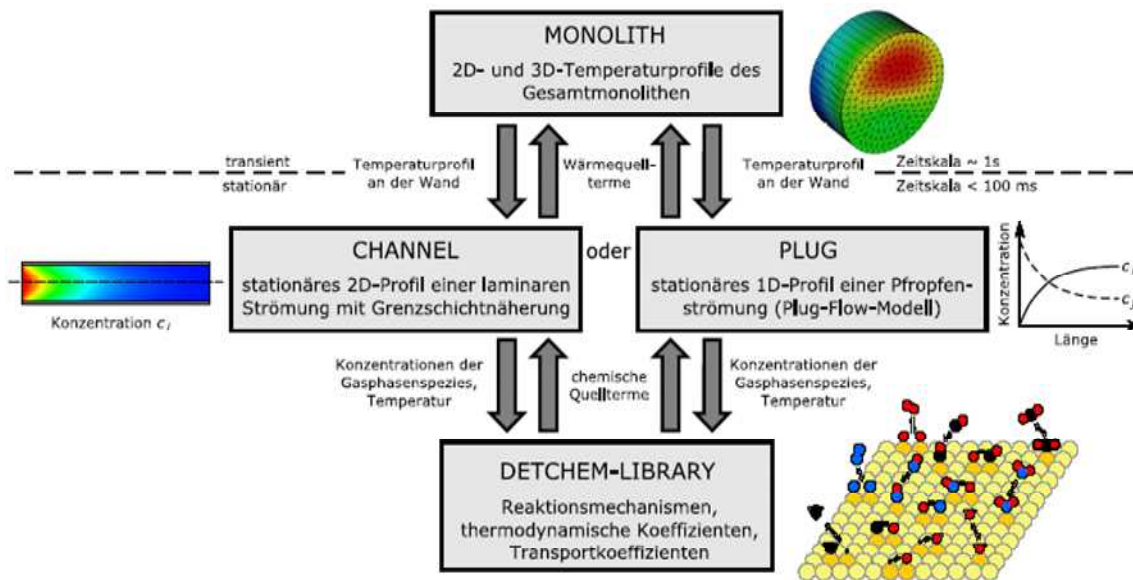 MONOLITH
2D- und 3D-Temperaturprofile des
Gesamtmonolithen
transient
stationär
Temperaturprofil
an der Wand
Wärmequell-
terme
Temperaturprofil
an der Wand
Zeitskala ~ 1s
Zeitskala < 100 ms
CHANNEL
stationäres 2D-Profil einer laminaren
Strömung mit Grenzschichtnäherung
oder
PLUG
stationäres 1D-Profil einer Pfropfen-
strömung (Plug-Flow-Modell)
Konzentration cᵢ
Konzentration
cᵢ
cⱼ
Länge
Konzentrationen der
Gasphasenspezies,
Temperatur
chemische
Quellterme
Konzentrationen der
Gasphasenspezies,
Temperatur
DETCHEM-LIBRARY
Reaktionsmechanismen,
thermodynamische Koeffizienten,
Transportkoeffizienten